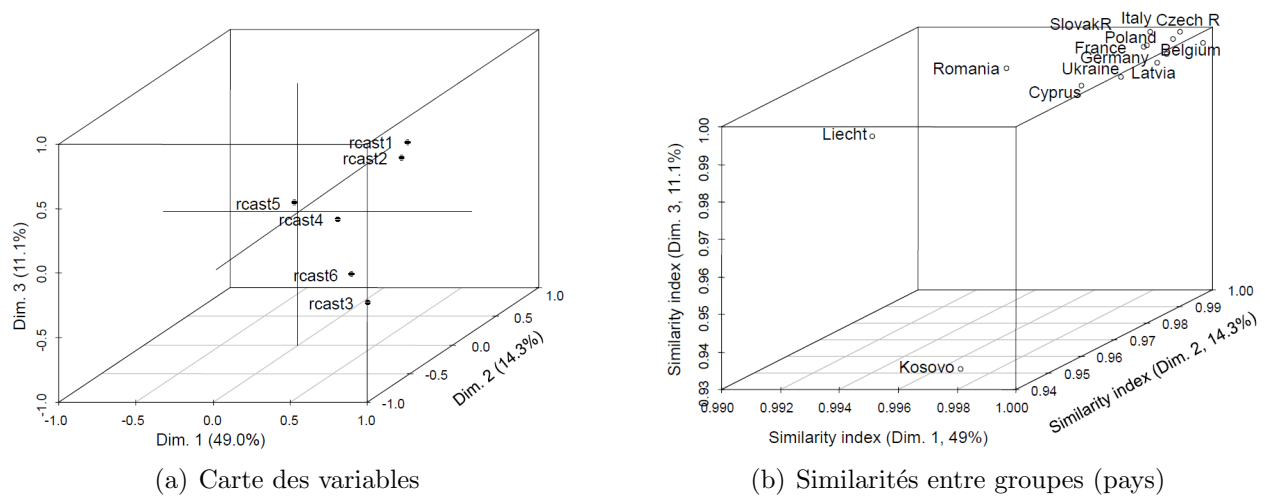 1.0
0.5
0.0
-0.5
-1.0
Dim. 3 (11.1%)
rcast1
rcast2
rcast5
rcast4
rcast6
rcast3
-1.0
-0.5
0.0
0.5
1.0
Dim. 1 (49.0%)
-1.0
-0.5
0.0
0.5
1.0
Dim. 2 (14.3%)
(a) Carte des variables
SlovakR
Italy
Czech R
Poland
France
Belgium
Germany
Romania
Ukraine
Latvia
Cyprus
Liecht
Kosovo
1.00
0.99
0.98
0.97
0.96
0.95
0.94
0.93
Similarity index (Dim. 3, 11.1%)
0.990
0.992
0.994
0.996
0.998
1.000
Similarity index (Dim. 1, 49%)
0.94
0.95
0.96
0.97
0.98
0.99
1.00
Similarity index (Dim. 2, 14.3%)
(b) Similarités entre groupes (pays)